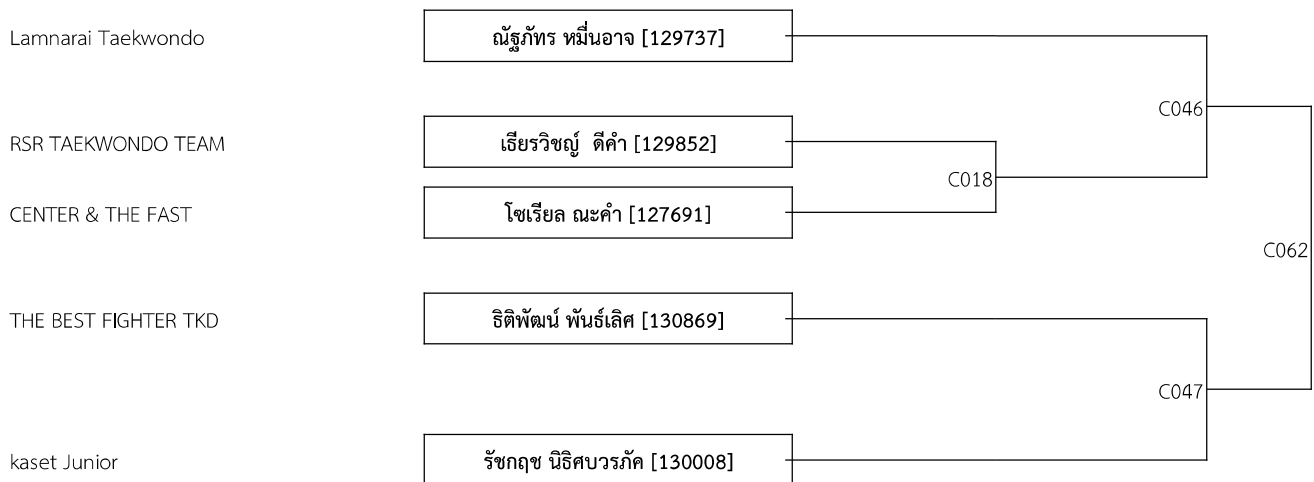 Lamnarai Taekwondo
ณัฐภัทร หมื่นอาจ [129737]
C046
RSR TAEKWONDO TEAM
เธียรวิชญ์ ดีคำ [129852]
C018
CENTER & THE FAST
โซเรียล ณะคำ [127691]
C062
THE BEST FIGHTER TKD
ธิติพัฒน์ พันธ์เลิศ [130869]
C047
kaset Junior
รัชกฤช นิธิศบวรภัค [130008]